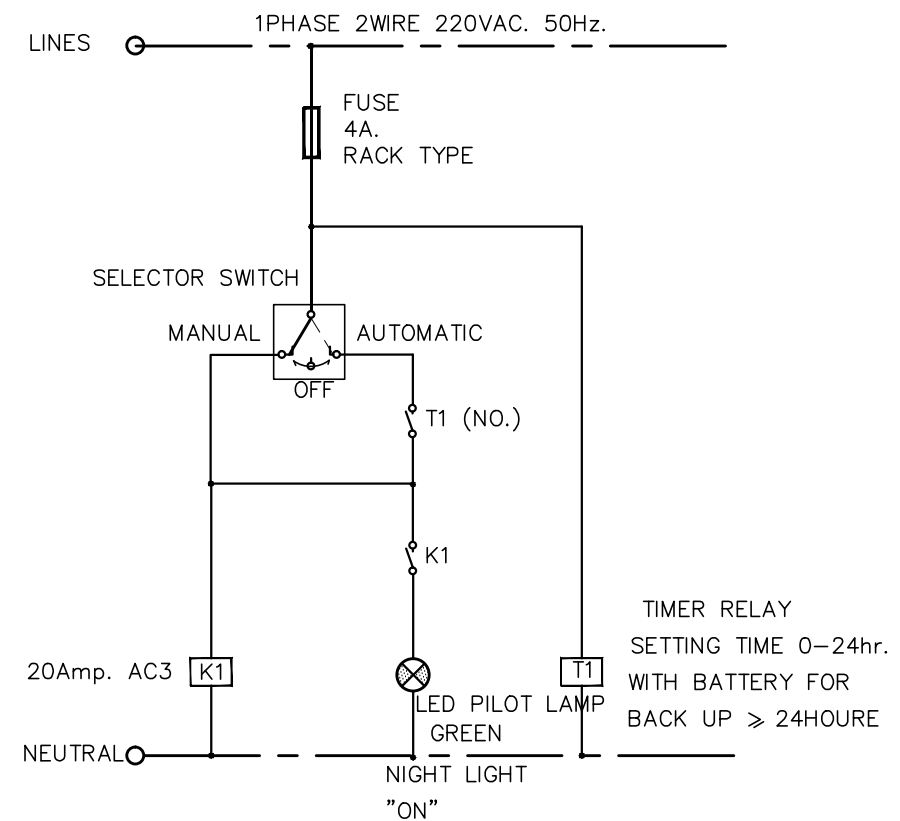 1PHASE 2WIRE 220VAC. 50Hz.
LINES
FUSE
4A.
RACK TYPE
SELECTOR SWITCH
MANUAL
AUTOMATIC
OFF
T1 (NO.)
K1
TIMER RELAY
SETTING TIME 0-24hr.
WITH BATTERY FOR
BACK UP ⩾ 24HOURE
20Amp. AC3
K1
T1
LED PILOT LAMP
GREEN
NEUTRAL
NIGHT LIGHT
"ON"